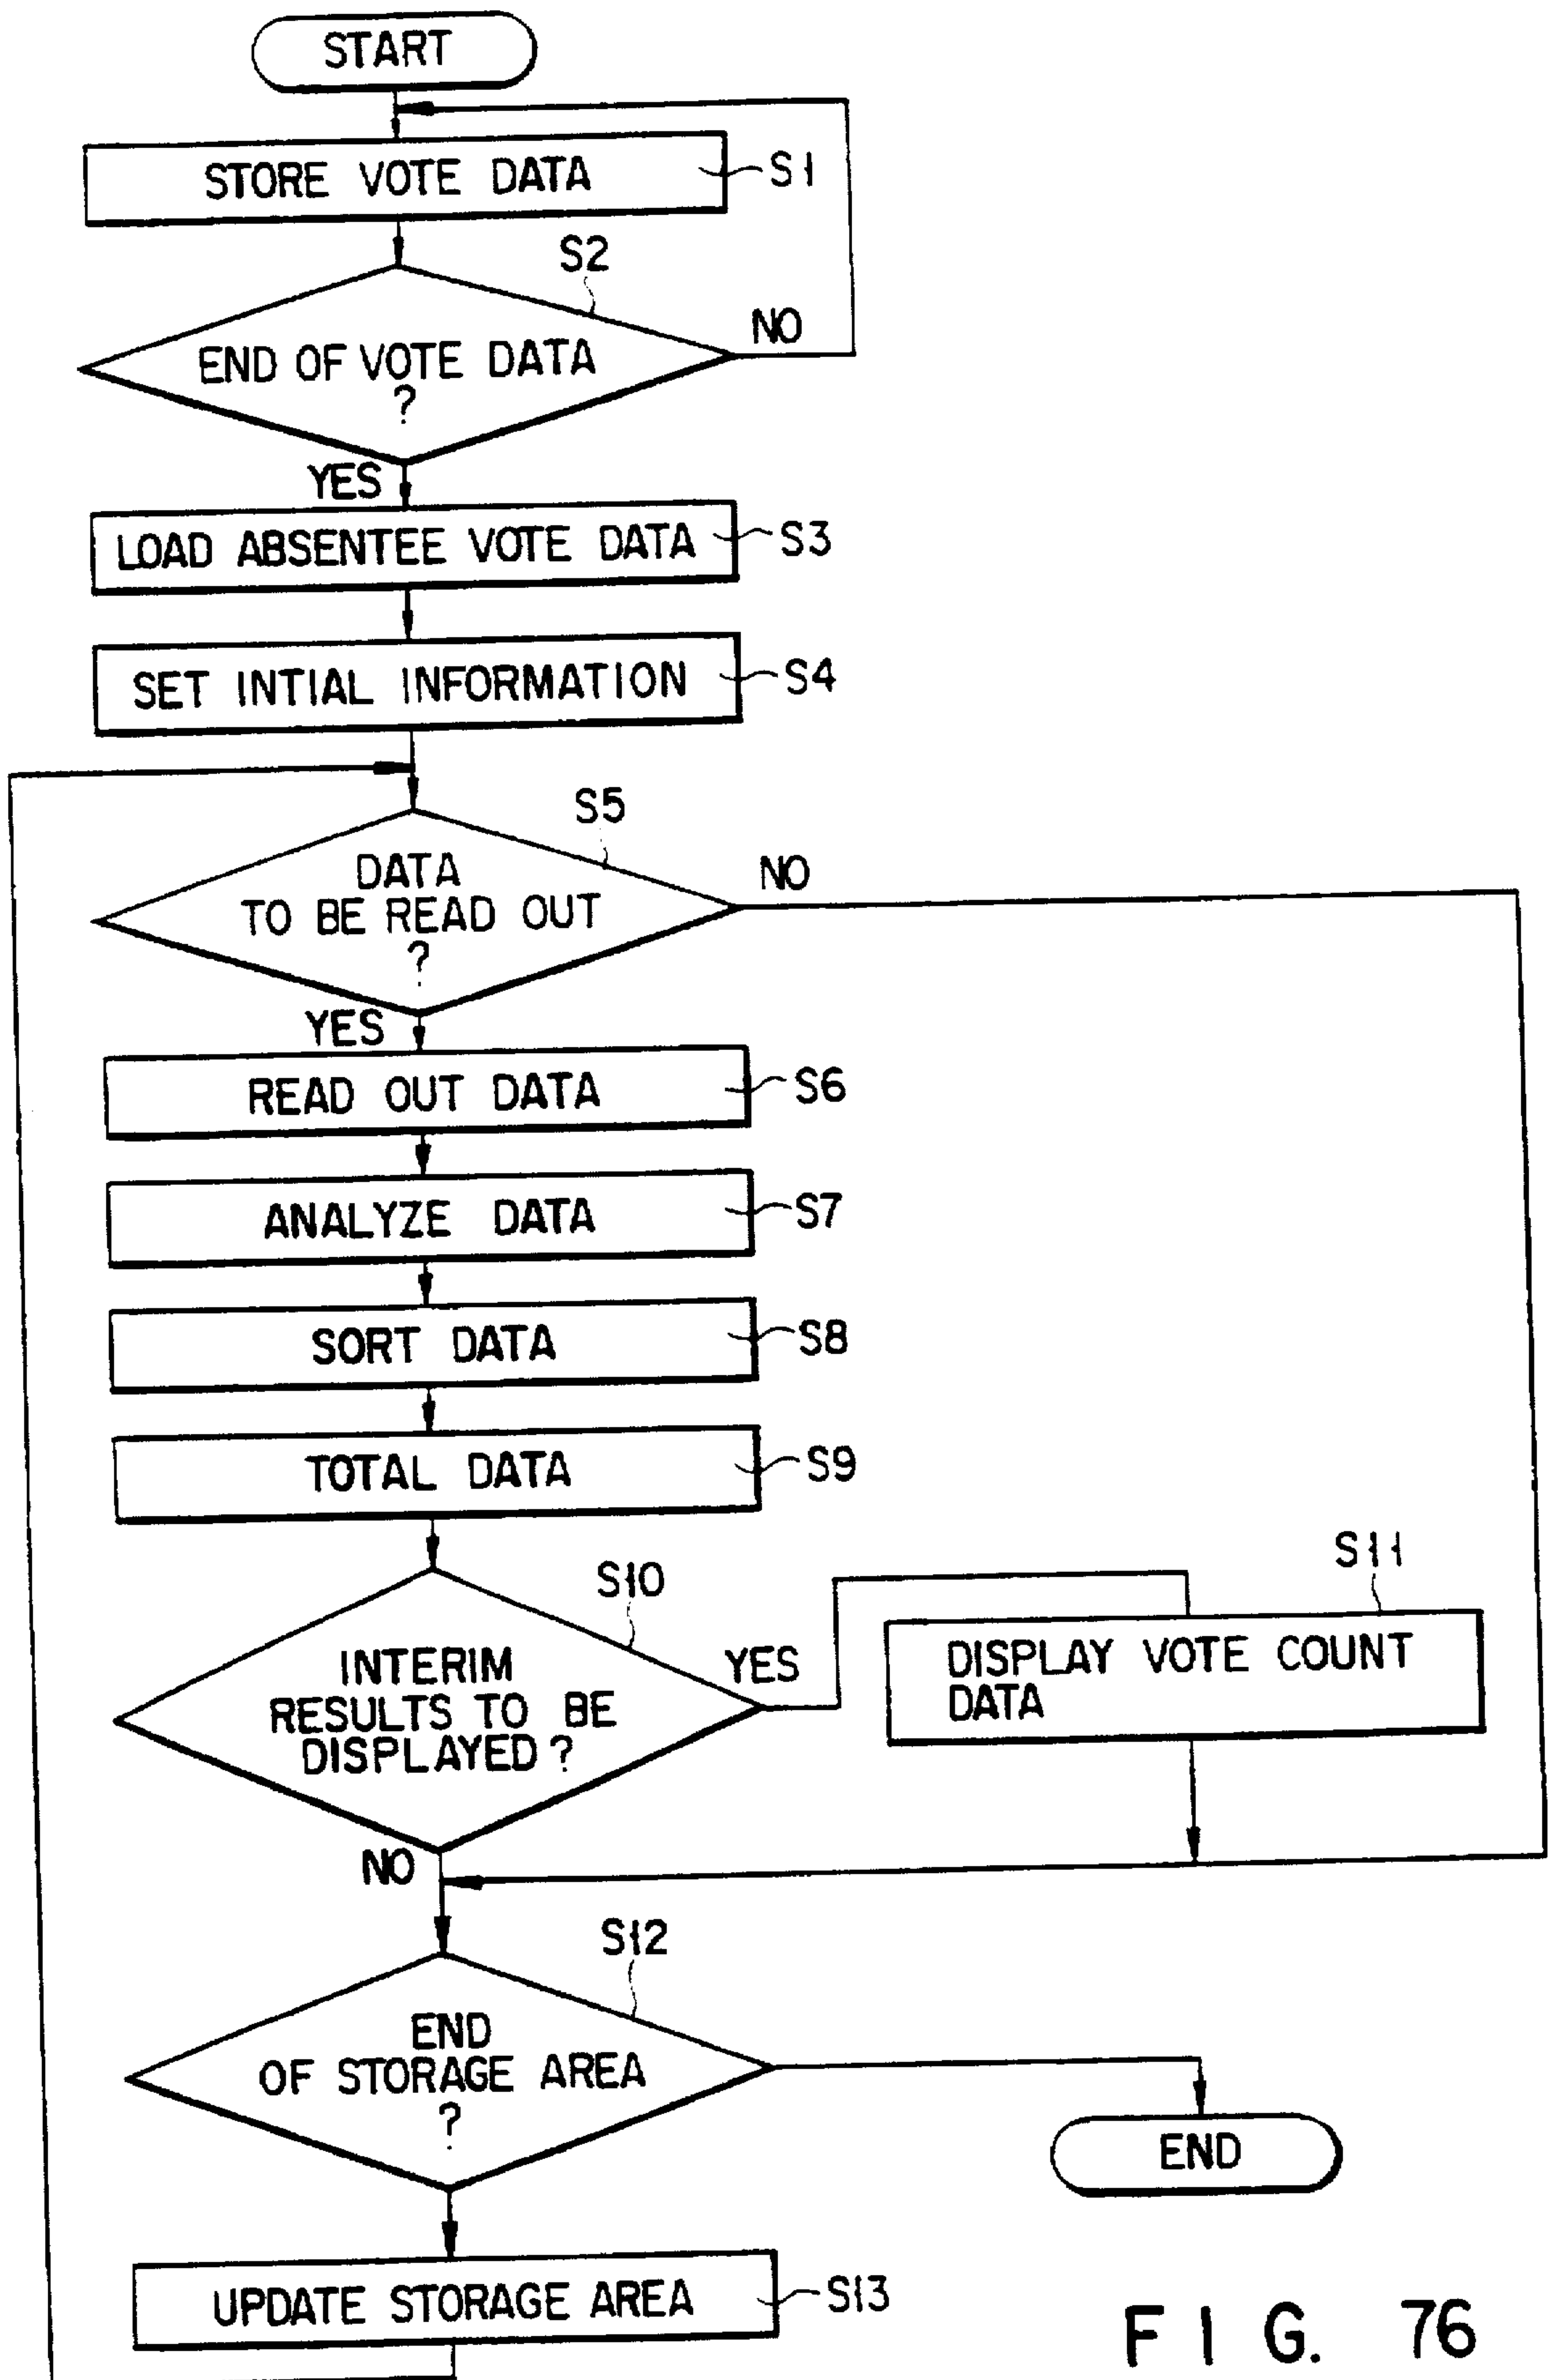 START
STORE VOTE DATA
S1
S2
END OF VOTE DATA
?
NO
YES
LOAD ABSENTEE VOTE DATA
S3
SET INTIAL INFORMATION
S4
S5
DATA
TO BE READ OUT
?
NO
YES
READ OUT DATA
S6
ANALYZE DATA
S7
SORT DATA
S8
TOTAL DATA
S9
S10
INTERIM
RESULTS TO BE
DISPLAYED ?
YES
S11
DISPLAY VOTE COUNT
DATA
NO
S12
END
OF STORAGE AREA
?
END
UPDATE STORAGE AREA
S13
FIG. 76